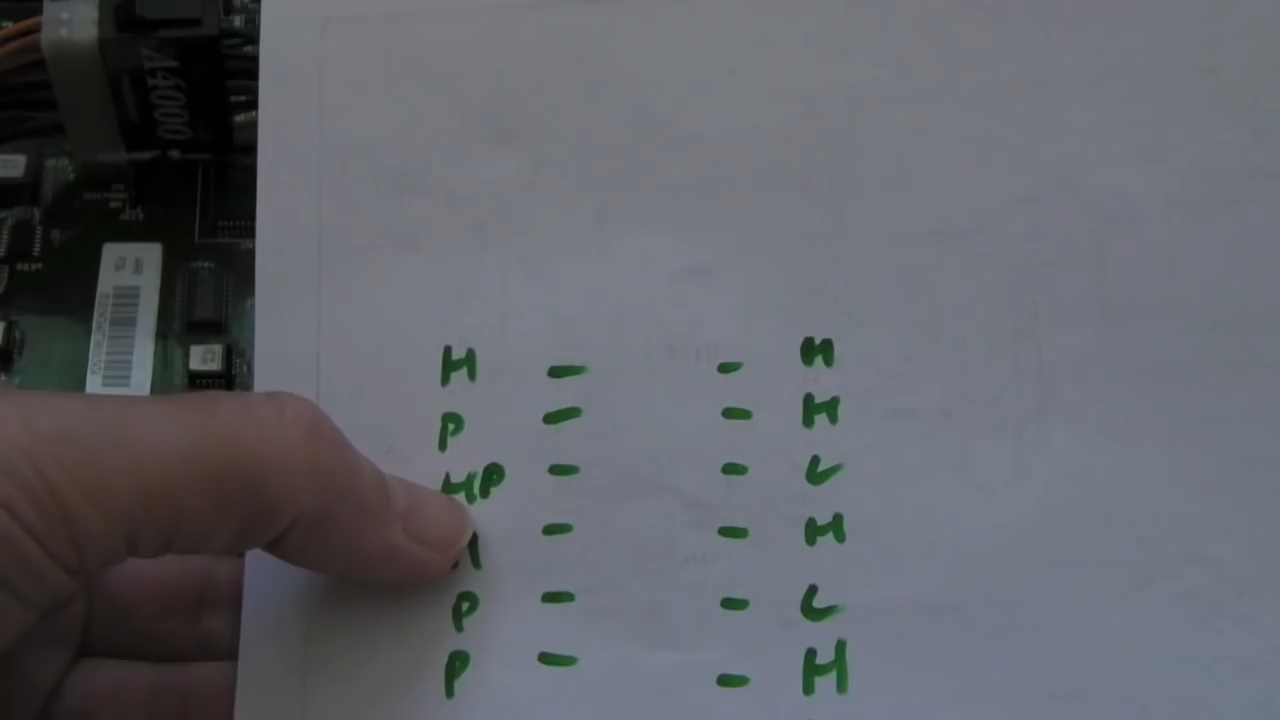 A4000
H - - H
P - - H
HP - - L
- - H
P - - L
P - - H